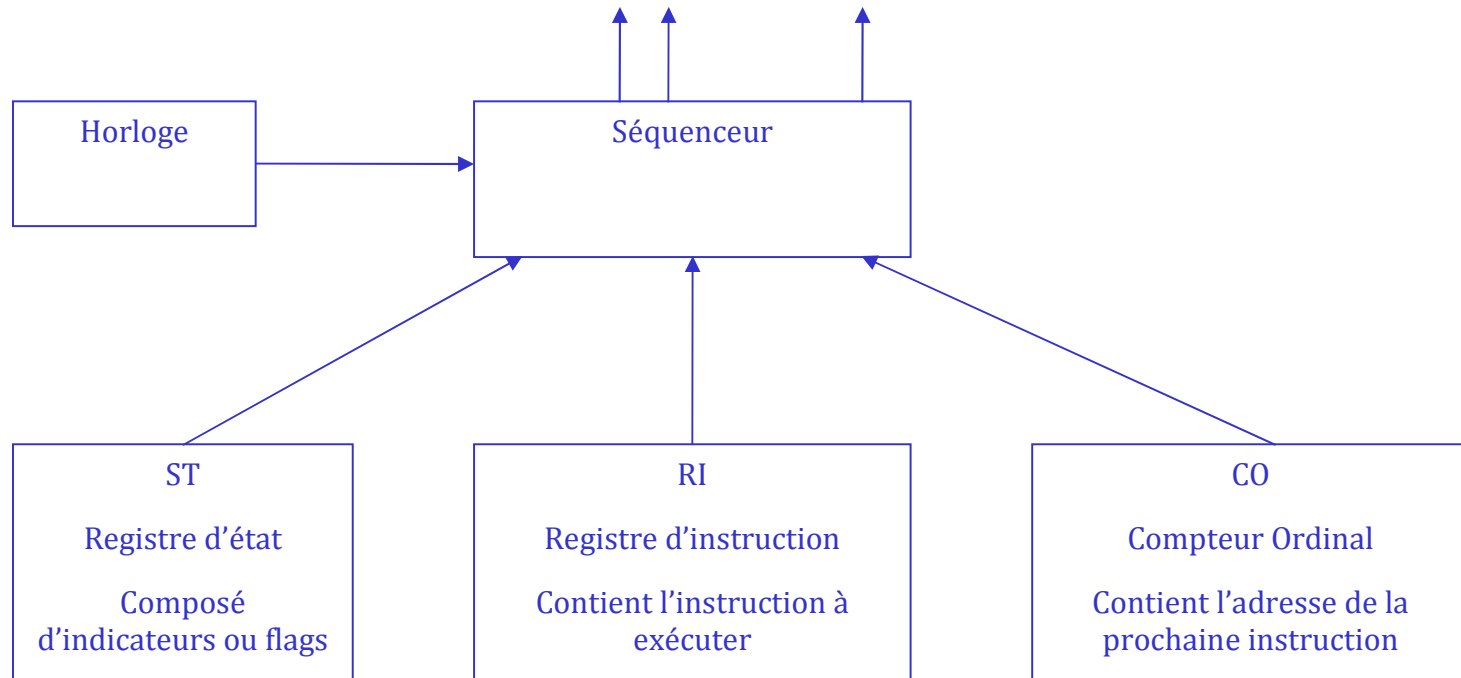 Horloge
Séquenceur
ST
Registre d’état
Composé
d’indicateurs ou flags
RI
Registre d’instruction
Contient l’instruction à
exécuter
CO
Compteur Ordinal
Contient l’adresse de la
prochaine instruction